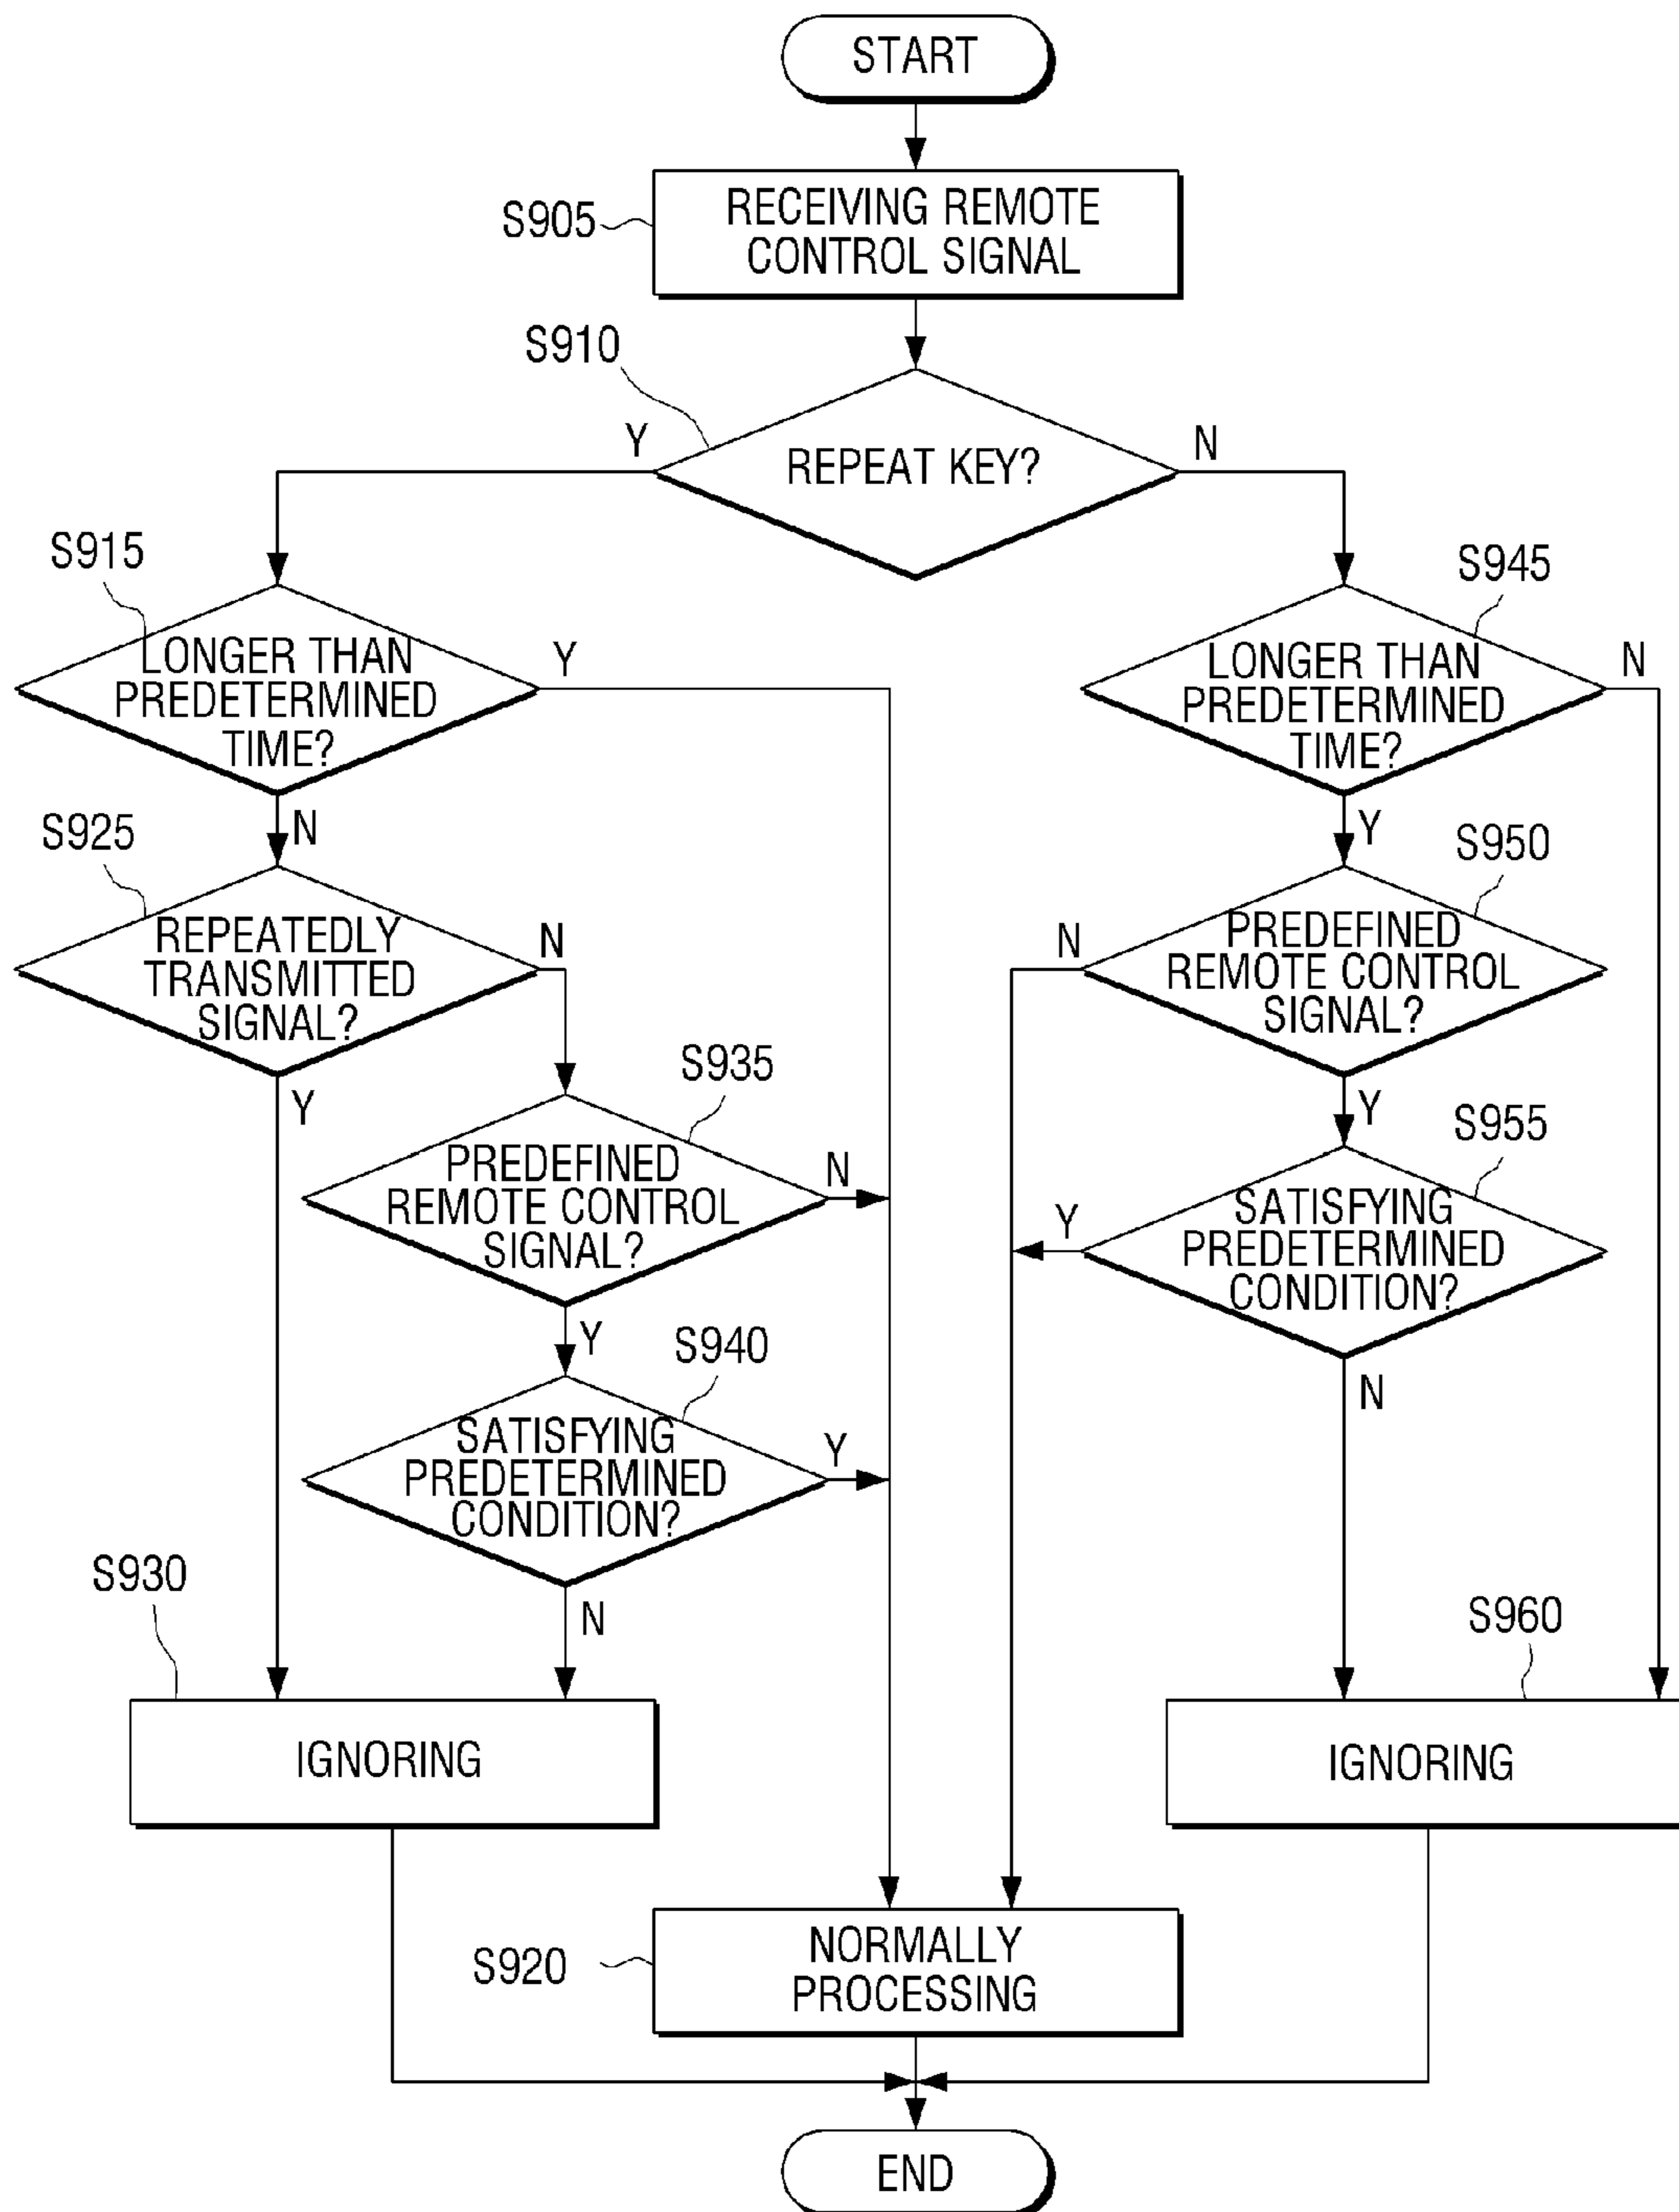 START
S905
RECEIVING REMOTE
CONTROL SIGNAL
S910
Y
REPEAT KEY?
N
S915
LONGER THAN
PREDETERMINED
TIME?
Y
N
S945
LONGER THAN
PREDETERMINED
TIME?
N
Y
S925
REPEATEDLY
TRANSMITTED
SIGNAL?
N
Y
S950
PREDEFINED
REMOTE CONTROL
SIGNAL?
N
Y
S935
PREDEFINED
REMOTE CONTROL
SIGNAL?
N
Y
S955
SATISFYING
PREDETERMINED
CONDITION?
Y
N
S940
SATISFYING
PREDETERMINED
CONDITION?
Y
N
S930
IGNORING
S960
IGNORING
S920
NORMALLY
PROCESSING
END